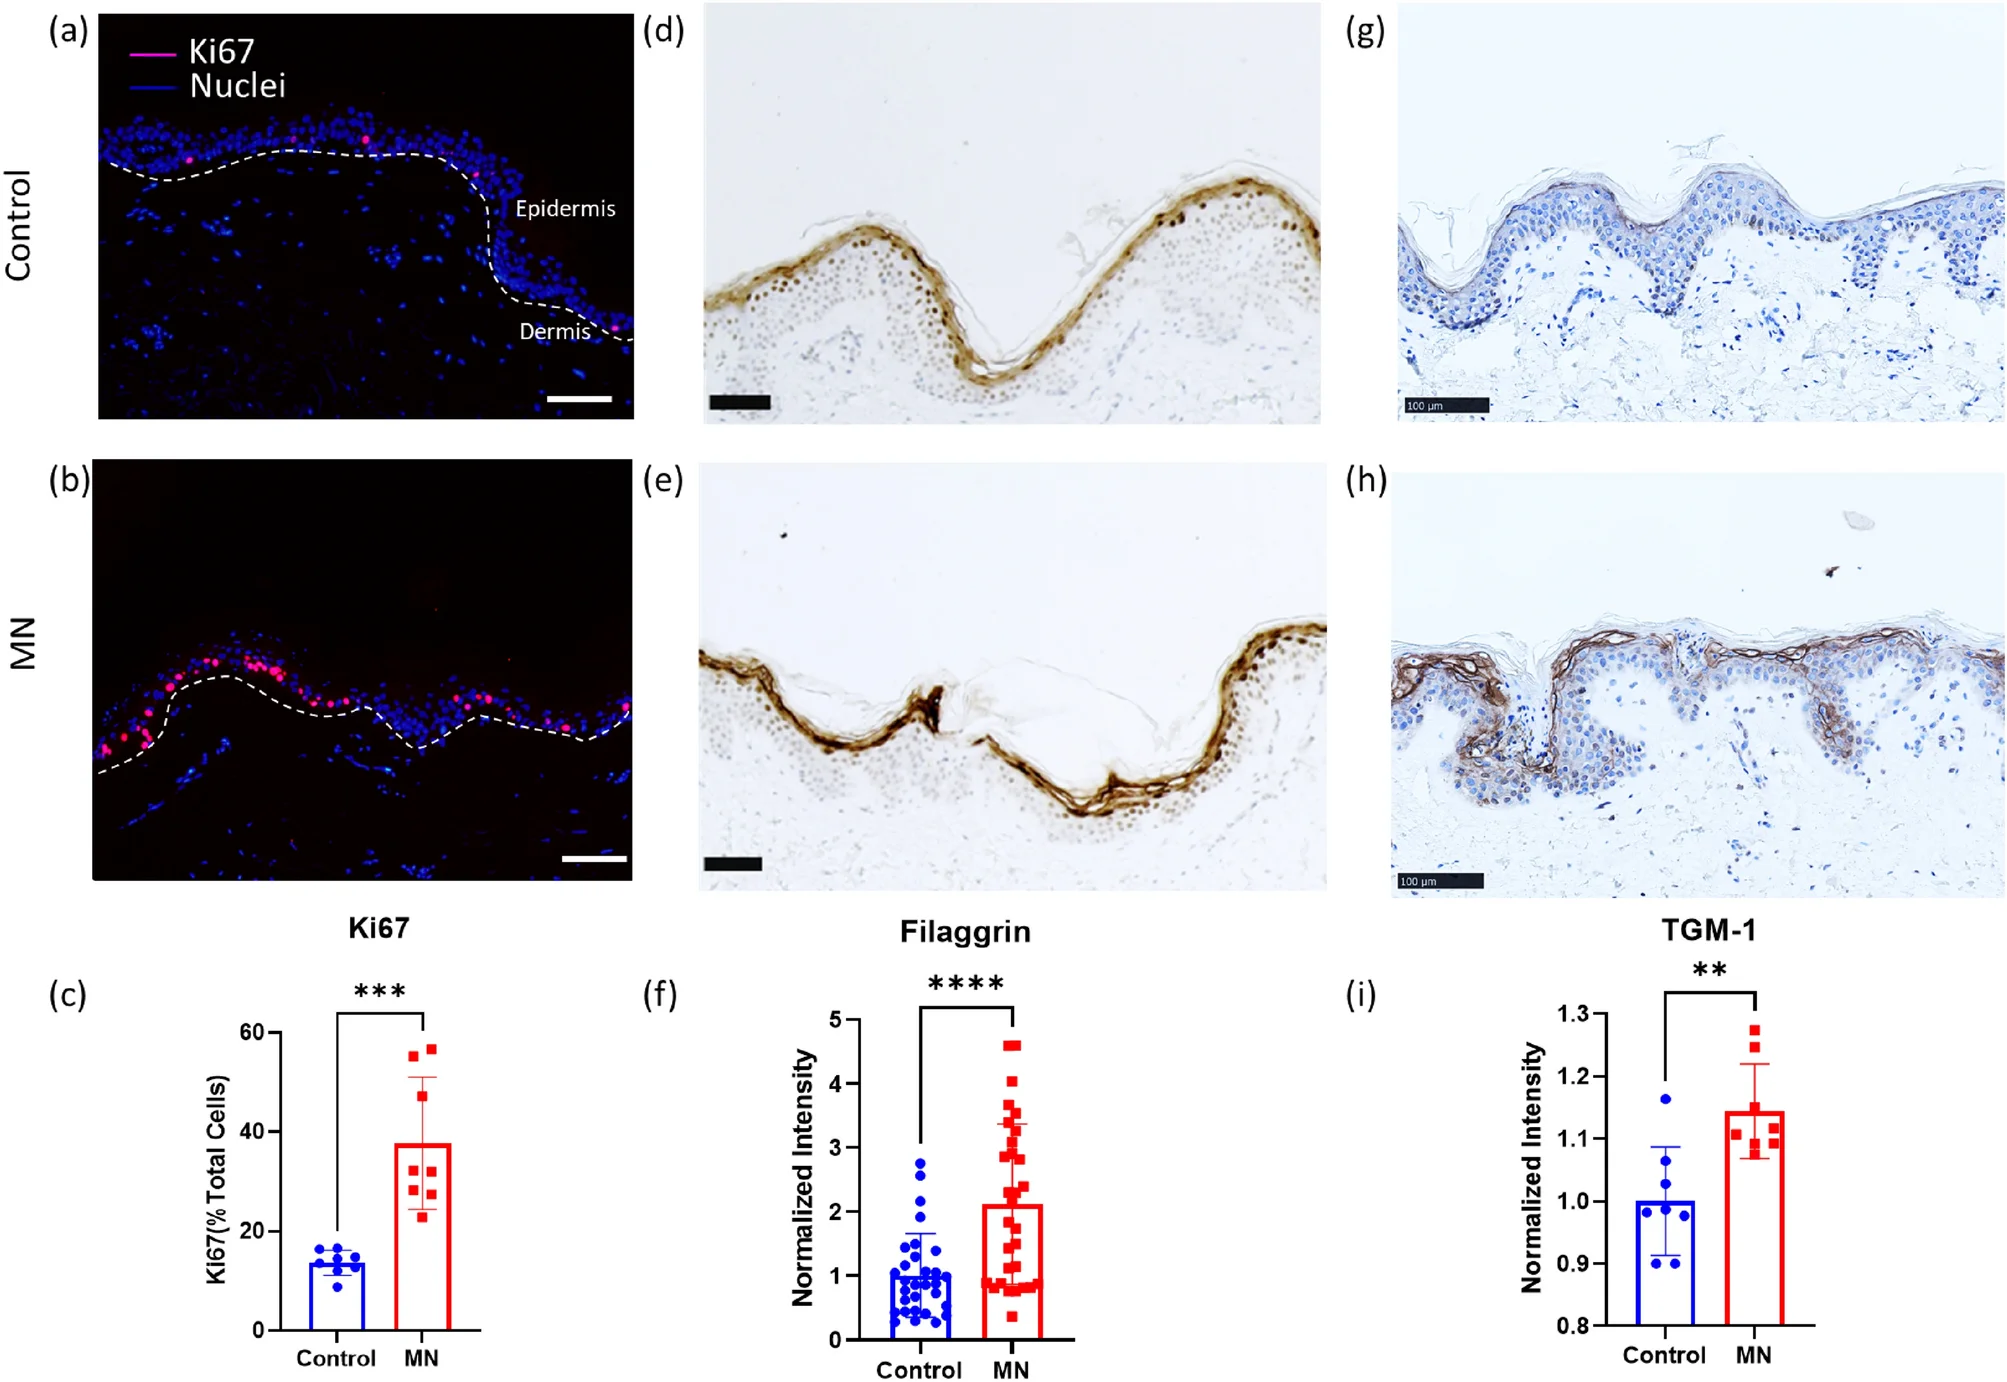 (a)
Ki67
Nuclei
Epidermis
Dermis
(d)
(g)
100 µm
Control
(b)
(e)
(h)
100 µm
MN
(c)
Ki67
***
Ki67(% Total Cells)
60
40
20
0
Control MN
(f)
Filaggrin
****
Normalized Intensity
5
4
3
2
1
0
Control MN
(i)
TGM-1
**
Normalized Intensity
1.3
1.2
1.1
1.0
0.9
0.8
Control MN